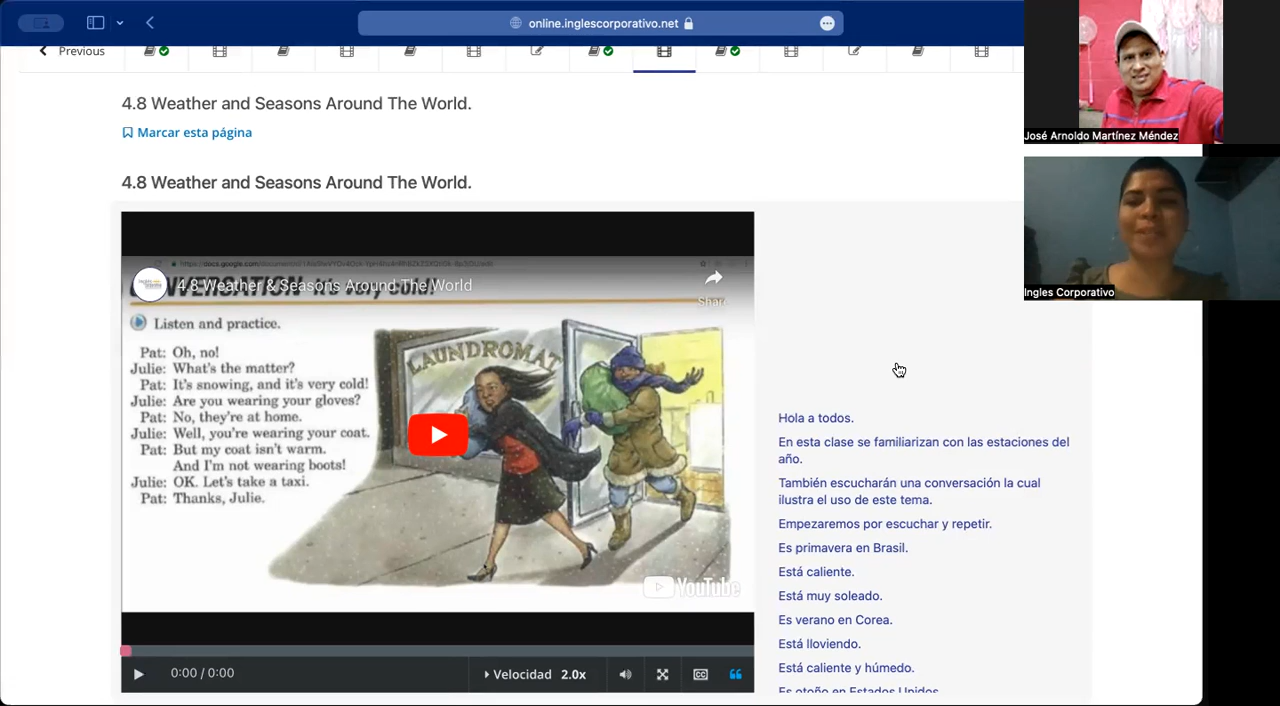 online.inglescorporativo.net
Previous
4.8 Weather and Seasons Around The World.
Marcar esta página
4.8 Weather and Seasons Around The World.
CONVERSATION
4.8 Weather & Seasons Around The World
Share
Listen and practice.
Pat: Oh, no!
Julie: What's the matter?
Pat: It's snowing, and it's very cold!
Julie: Are you wearing your gloves?
Pat: No, they're at home.
Julie: Well, you're wearing your coat.
Pat: But my coat isn't warm.
And I'm not wearing boots!
Julie: OK. Let's take a taxi.
Pat: Thanks, Julie.
LAUNDROMAT
YouTube
0:00 / 0:00
Velocidad 2.0x
CC
Hola a todos.
En esta clase se familiarizan con las estaciones del
año.
También escucharán una conversación la cual
ilustra el uso de este tema.
Empezaremos por escuchar y repetir.
Es primavera en Brasil.
Está caliente.
Está muy soleado.
Es verano en Corea.
Está lloviendo.
Está caliente y húmedo.
Es otoño en Estados Unidos.
José Arnoldo Martínez Méndez
Ingles Corporativo